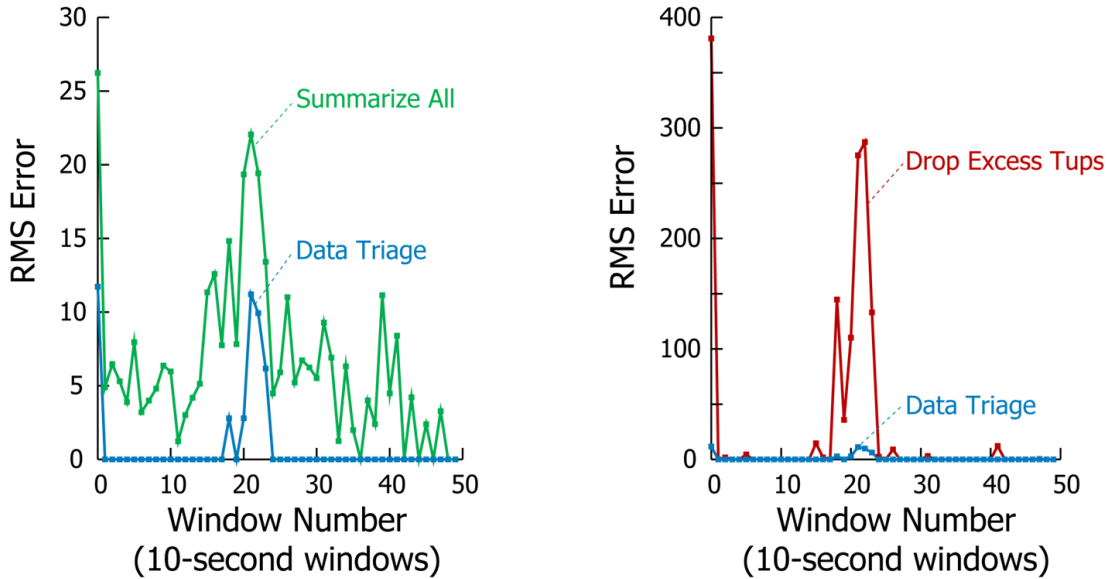 30
25
20
15
10
5
0
RMS Error
Summarize All
Data Triage
0 10 20 30 40 50
Window Number
(10-second windows)
400
300
200
100
0
RMS Error
Drop Excess Tups
Data Triage
0 10 20 30 40 50
Window Number
(10-second windows)